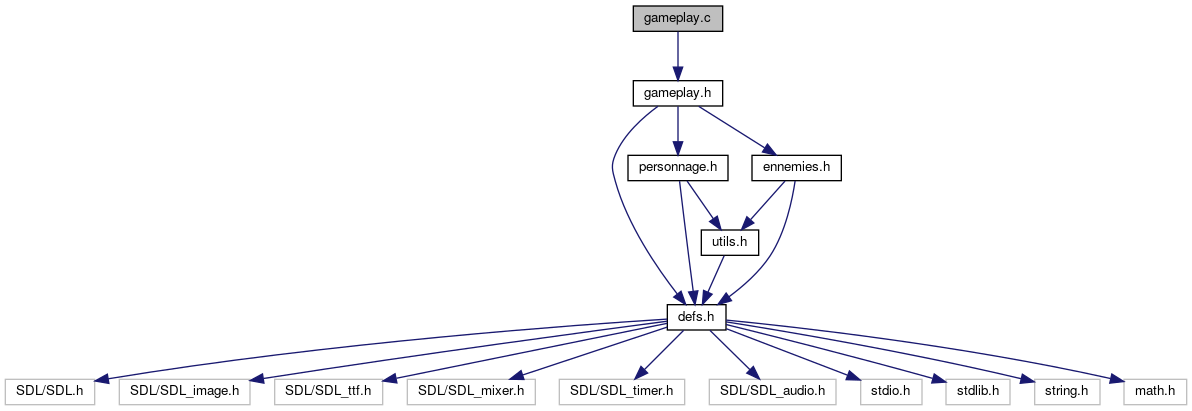 gameplay.c
gameplay.h
personnage.h
ennemies.h
utils.h
defs.h
SDL/SDL.h
SDL/SDL_image.h
SDL/SDL_ttf.h
SDL/SDL_mixer.h
SDL/SDL_timer.h
SDL/SDL_audio.h
stdio.h
stdlib.h
string.h
math.h